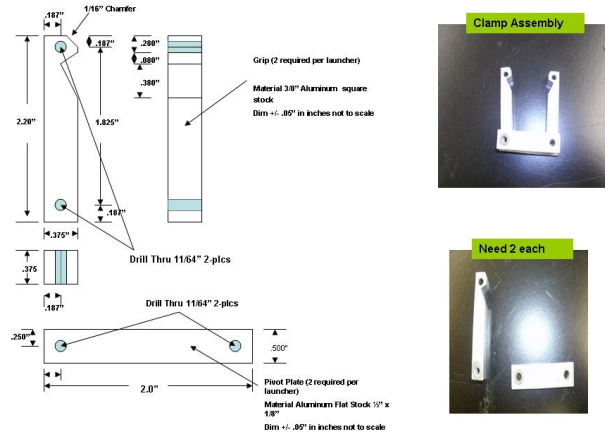 .187"
1/16" Chamfer
.187"
.280"
.080"
.380"
2.20"
1.825"
.187"
.375"
Grip (2 required per launcher)
Material 3/8" Aluminum square
stock
Dim +/- .05" in inches not to scale
Drill Thru 11/64" 2-plcs
.375
.187"
Drill Thru 11/64" 2-plcs
.250"
.500"
2.0"
Pivot Plate (2 required per
launcher)
Material Aluminum Flat Stock ½" x
1/8"
Dim +/- .05" in inches not to scale
Clamp Assembly
Need 2 each